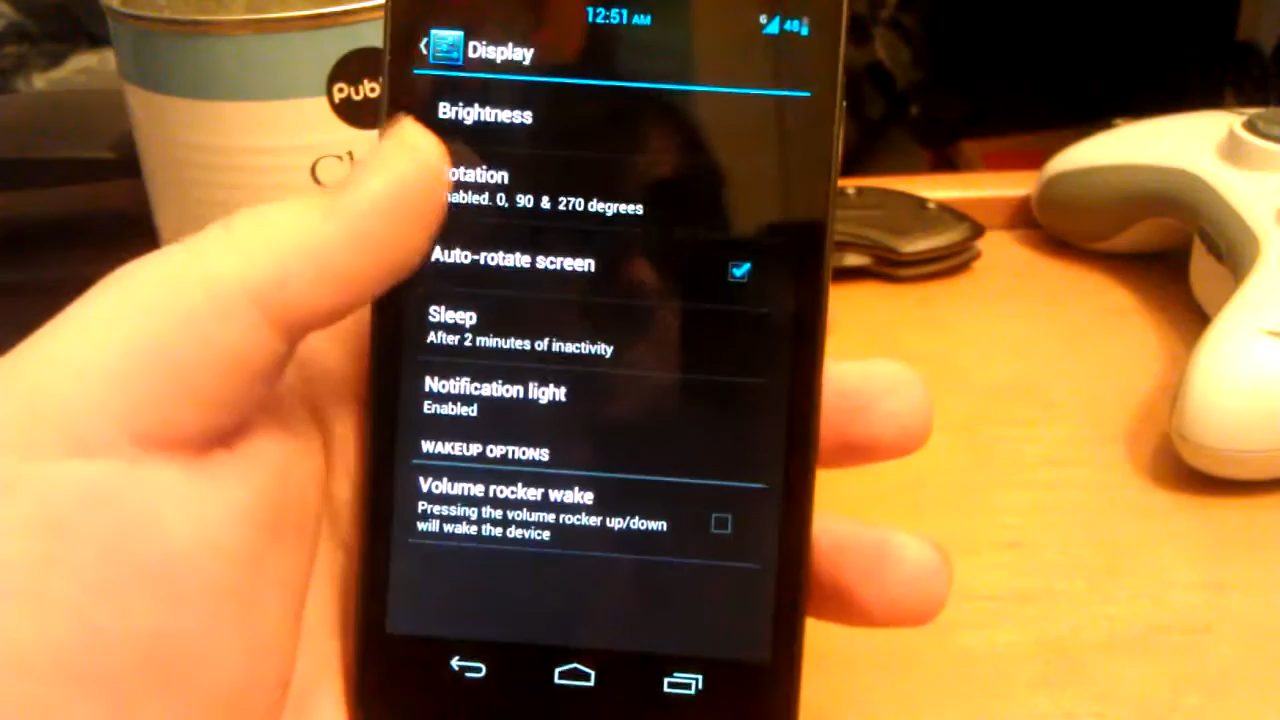 12:51 AM
G 48
Display
Pub
Brightness
otation
nabled. 0, 90 & 270 degrees
Auto-rotate screen
Sleep
After 2 minutes of inactivity
Notification light
Enabled
WAKEUP OPTIONS
Volume rocker wake
Pressing the volume rocker up/down
will wake the device